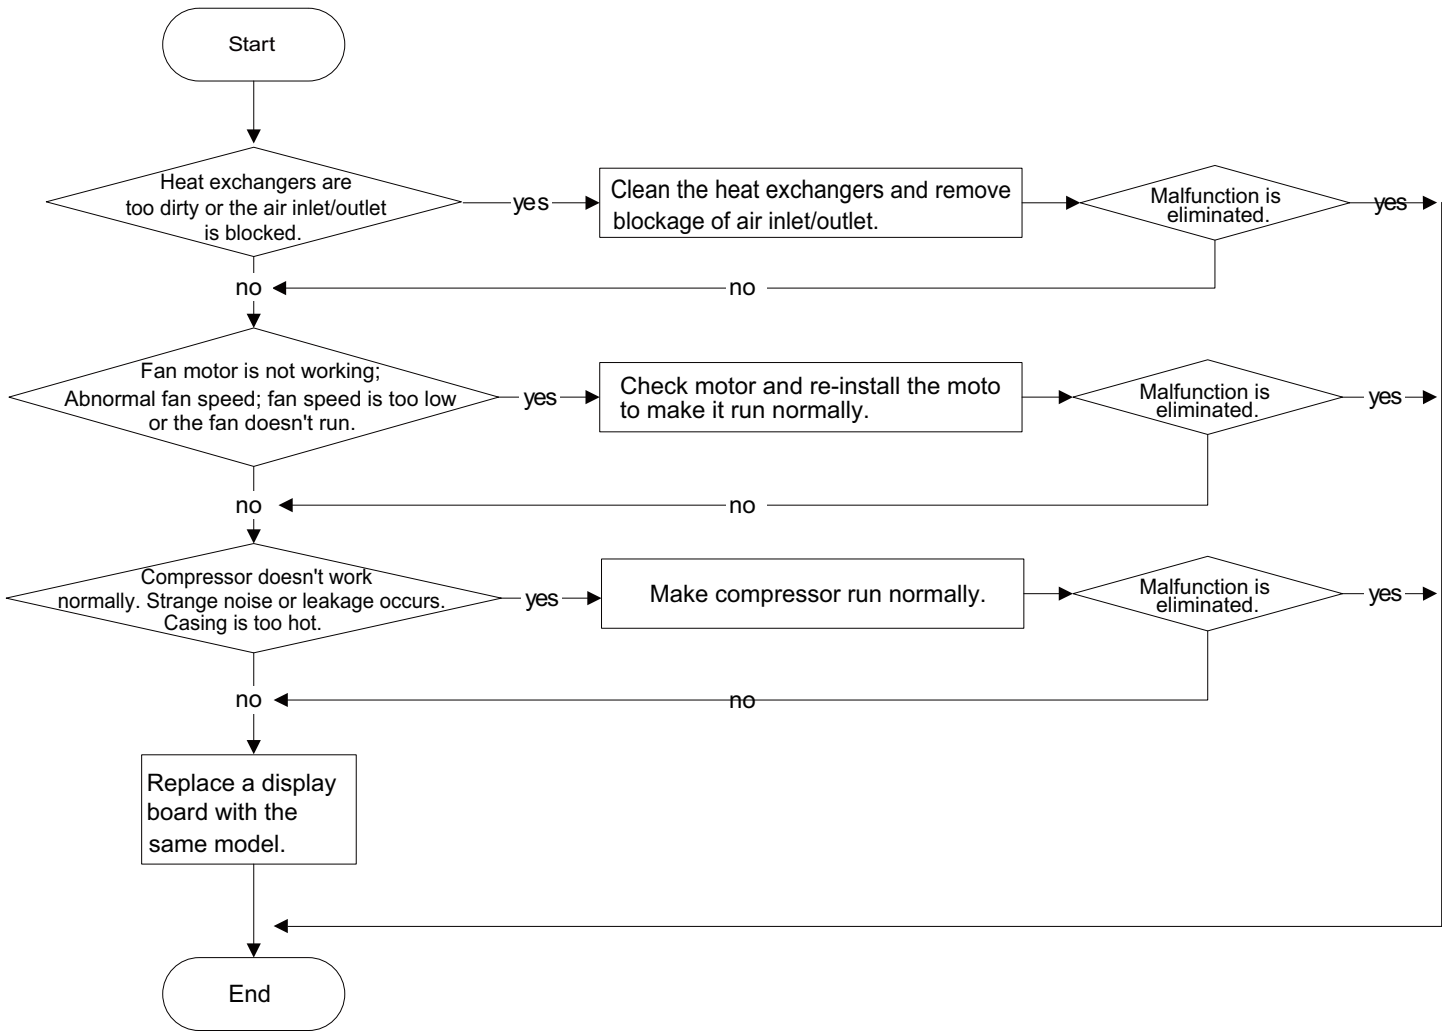 Start
Heat exchangers are
too dirty or the air inlet/outlet
is blocked.
yes
Clean the heat exchangers and remove
blockage of air inlet/outlet.
Malfunction is
eliminated.
yes
no
no
Fan motor is not working;
Abnormal fan speed; fan speed is too low
or the fan doesn't run.
yes
Check motor and re-install the moto
to make it run normally.
Malfunction is
eliminated.
yes
no
no
Compressor doesn't work
normally. Strange noise or leakage occurs.
Casing is too hot.
yes
Make compressor run normally.
Malfunction is
eliminated.
yes
no
no
Replace a display
board with the
same model.
End